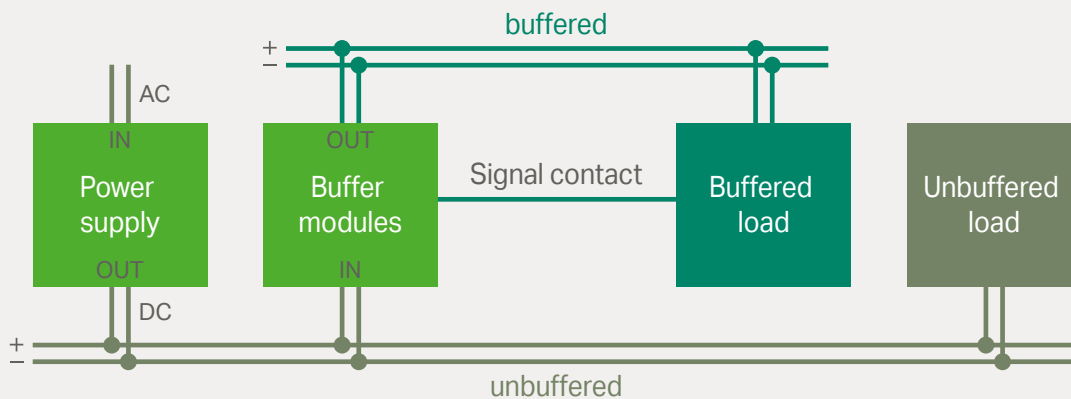 buffered
+
−
AC
IN
OUT
Power
supply
Buffer
modules
Signal contact
Buffered
load
Unbuffered
load
OUT
IN
DC
+
−
unbuffered